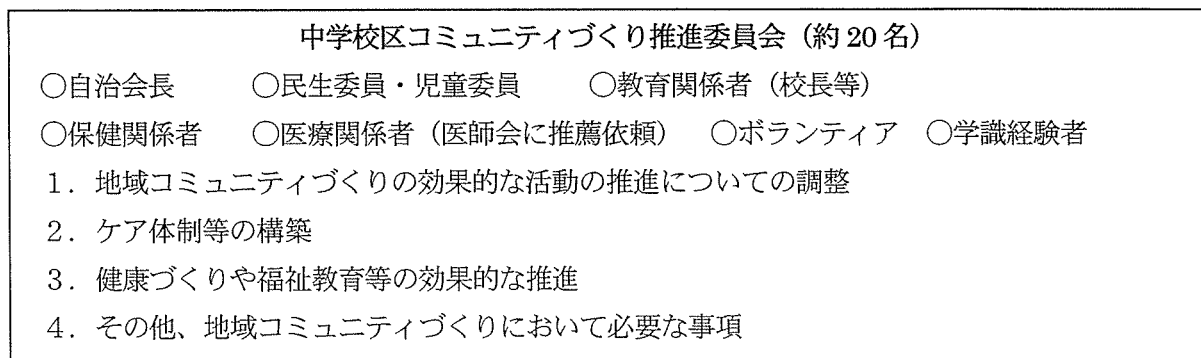 中学校区コミュニティづくり推進委員会（約20名）
○自治会長　○民生委員・児童委員　○教育関係者（校長等）
○保健関係者　○医療関係者（医師会に推薦依頼）　○ボランティア　○学識経験者
１．地域コミュニティづくりの効果的な活動の推進についての調整
２．ケア体制等の構築
３．健康づくりや福祉教育等の効果的な推進
４．その他、地域コミュニティづくりにおいて必要な事項